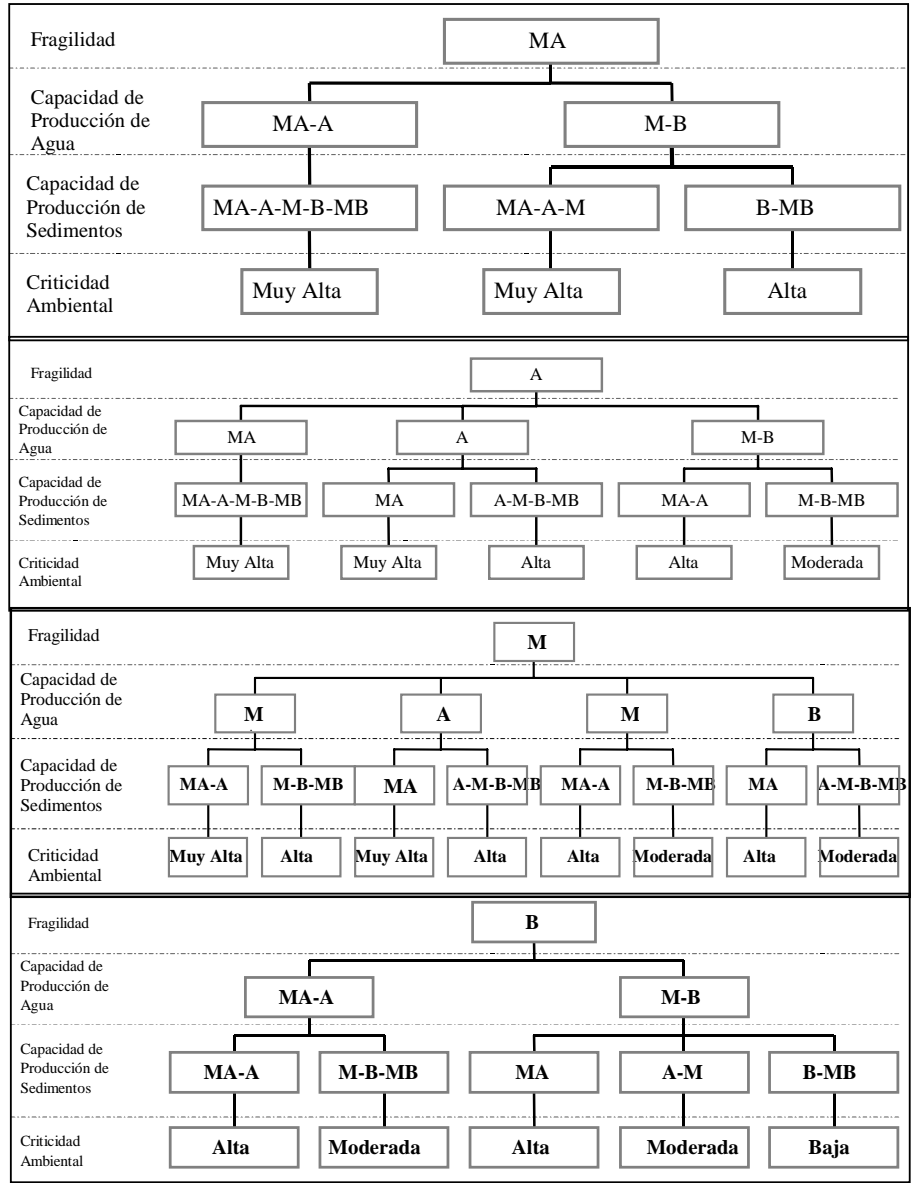 Fragilidad
MA
Capacidad de
Producción de
Agua
MA-A
M-B
Capacidad de
Producción de
Sedimentos
MA-A-M-B-MB
MA-A-M
B-MB
Criticidad
Ambiental
Muy Alta
Muy Alta
Alta
Fragilidad
A
Capacidad de
Producción de
Agua
MA
A
M-B
Capacidad de
Producción de
Sedimentos
MA-A-M-B-MB
MA
A-M-B-MB
MA-A
M-B-MB
Criticidad
Ambiental
Muy Alta
Muy Alta
Alta
Alta
Moderada
Fragilidad
M
Capacidad de
Producción de
Agua
M
A
M
B
Capacidad de
Producción de
Sedimentos
MA-A
M-B-MB
MA
A-M-B-MB
MA-A
M-B-MB
MA
A-M-B-MB
Criticidad
Ambiental
Muy Alta
Alta
Muy Alta
Alta
Alta
Moderada
Alta
Moderada
Fragilidad
B
Capacidad de
Producción de
Agua
MA-A
M-B
Capacidad de
Producción de
Sedimentos
MA-A
M-B-MB
MA
A-M
B-MB
Criticidad
Ambiental
Alta
Moderada
Alta
Moderada
Baja